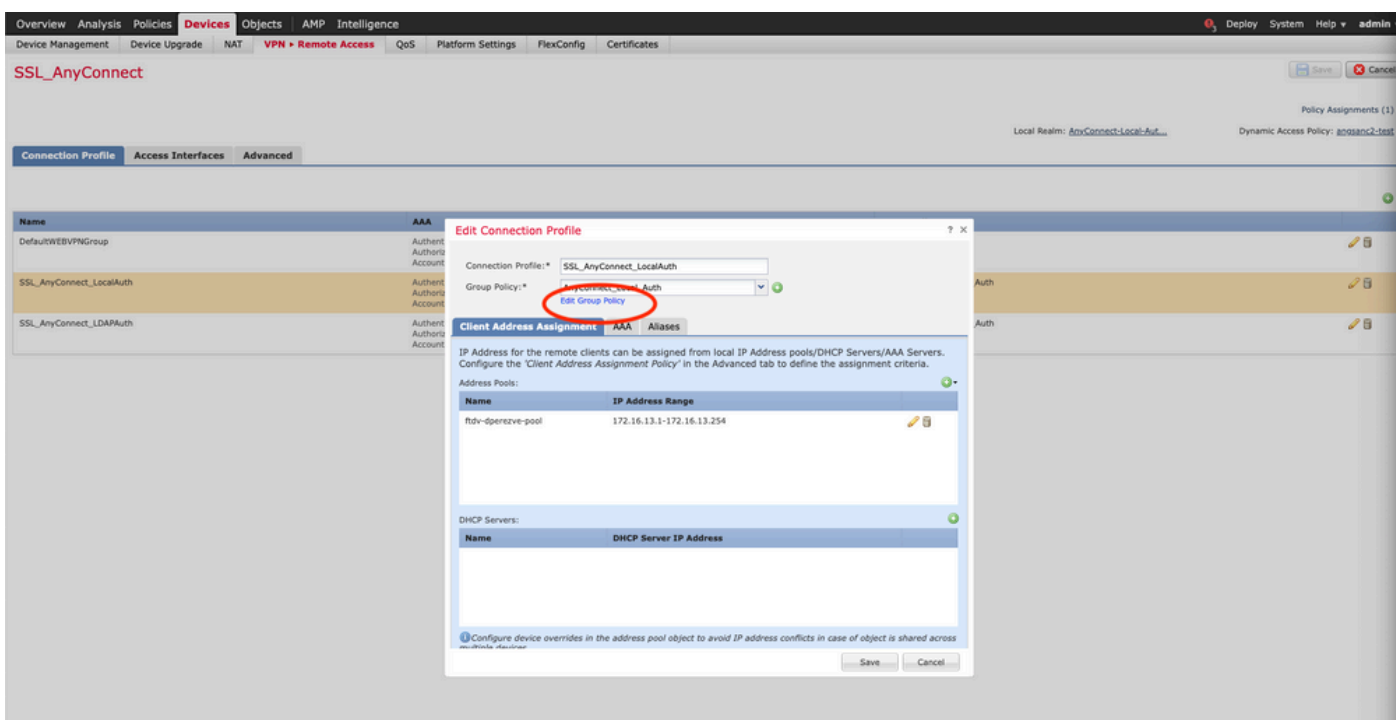 Overview Analysis Policies Devices Objects AMP Intelligence Deploy System Help admin
Device Management Device Upgrade NAT VPN ▸ Remote Access QoS Platform Settings FlexConfig Certificates
SSL_AnyConnect
Save Cancel
Policy Assignments (1)
Local Realm: AnyConnect-Local-Aut... Dynamic Access Policy: angsanc2-test
Connection Profile Access Interfaces Advanced
Name AAA
DefaultWEBVPNGroup
Authent
Authoriz
Account
SSL_AnyConnect_LocalAuth
Authent
Authoriz
Account
Auth
SSL_AnyConnect_LDAPAuth
Authent
Authoriz
Account
Auth
Edit Connection Profile ? ×
Connection Profile:* SSL_AnyConnect_LocalAuth
Group Policy:* AnyConnect_Local_Auth
Edit Group Policy
Client Address Assignment AAA Aliases
IP Address for the remote clients can be assigned from local IP Address pools/DHCP Servers/AAA Servers.
Configure the 'Client Address Assignment Policy' in the Advanced tab to define the assignment criteria.
Address Pools:
Name IP Address Range
ftdv-dperezve-pool 172.16.13.1-172.16.13.254
DHCP Servers:
Name DHCP Server IP Address
Configure device overrides in the address pool object to avoid IP address conflicts in case of object is shared across
multiple devices
Save Cancel